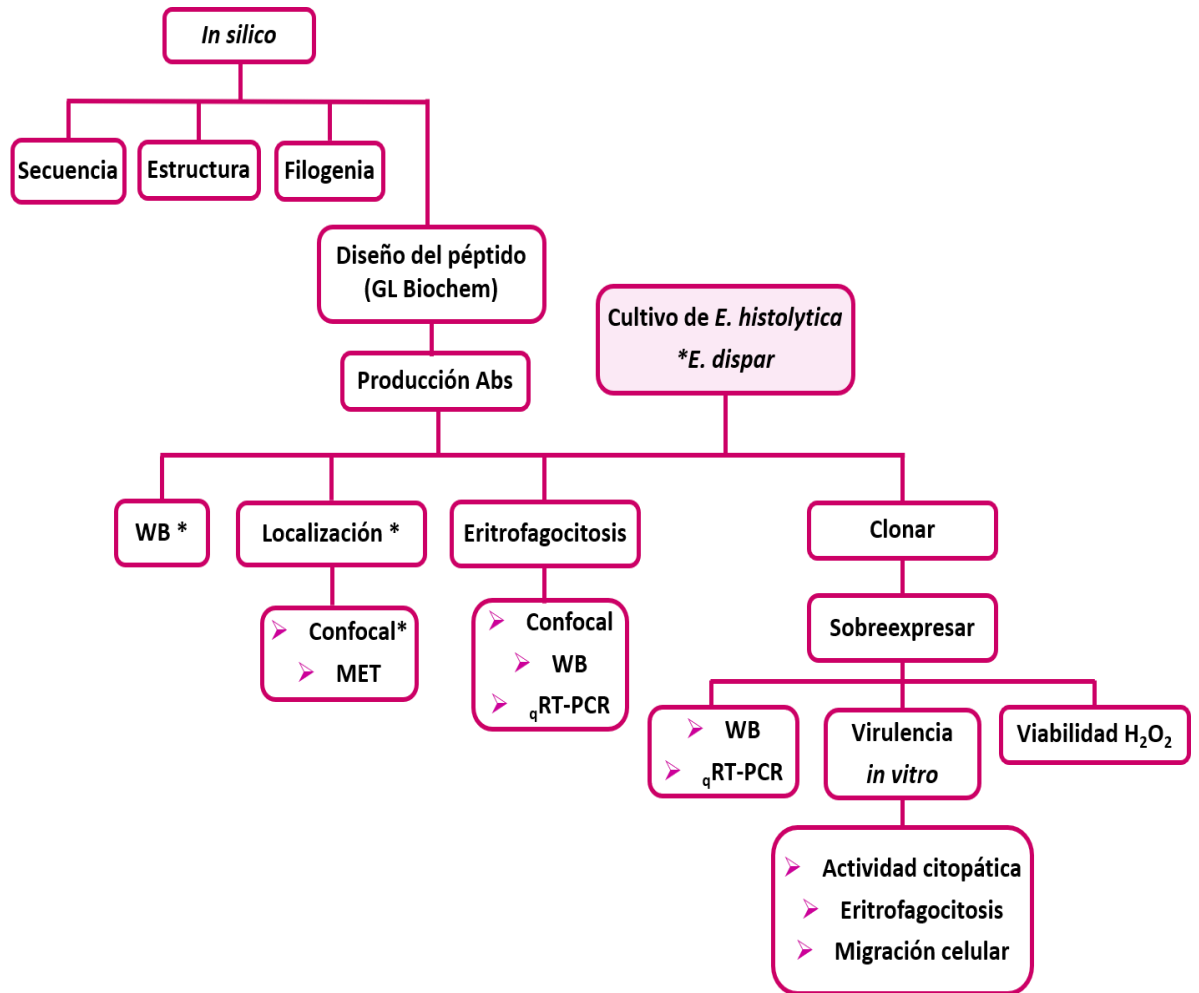 In silico
Secuencia
Estructura
Filogenia
Diseño del péptido
(GL Biochem)
Cultivo de E. histolytica
*E. dispar
Producción Abs
WB *
Localización *
Eritrofagocitosis
Clonar
Confocal*
MET
Confocal
WB
qRT-PCR
Sobreexpresar
WB
qRT-PCR
Virulencia
in vitro
Viabilidad H₂O₂
Actividad citopática
Eritrofagocitosis
Migración celular